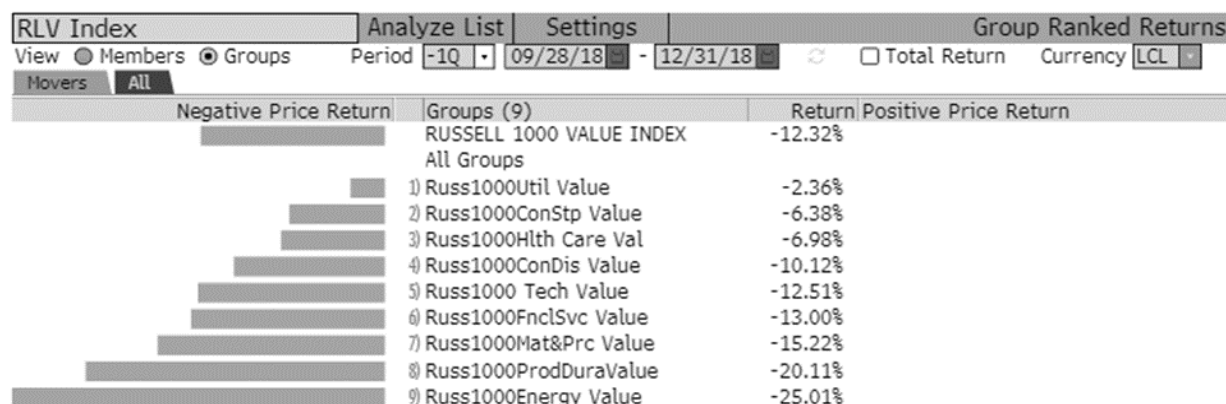 RLV Index Analyze List Settings Group Ranked Returns
View Members Groups Period -1Q 09/28/18 - 12/31/18 Total Return Currency LCL
Movers All
Negative Price Return Groups (9) Return Positive Price Return
RUSSELL 1000 VALUE INDEX -12.32%
All Groups
1) Russ1000Util Value -2.36%
2) Russ1000ConStp Value -6.38%
3) Russ1000Hlth Care Val -6.98%
4) Russ1000ConDis Value -10.12%
5) Russ1000 Tech Value -12.51%
6) Russ1000FnclSvc Value -13.00%
7) Russ1000Mat&Prc Value -15.22%
8) Russ1000ProdDuraValue -20.11%
9) Russ1000Energy Value -25.01%